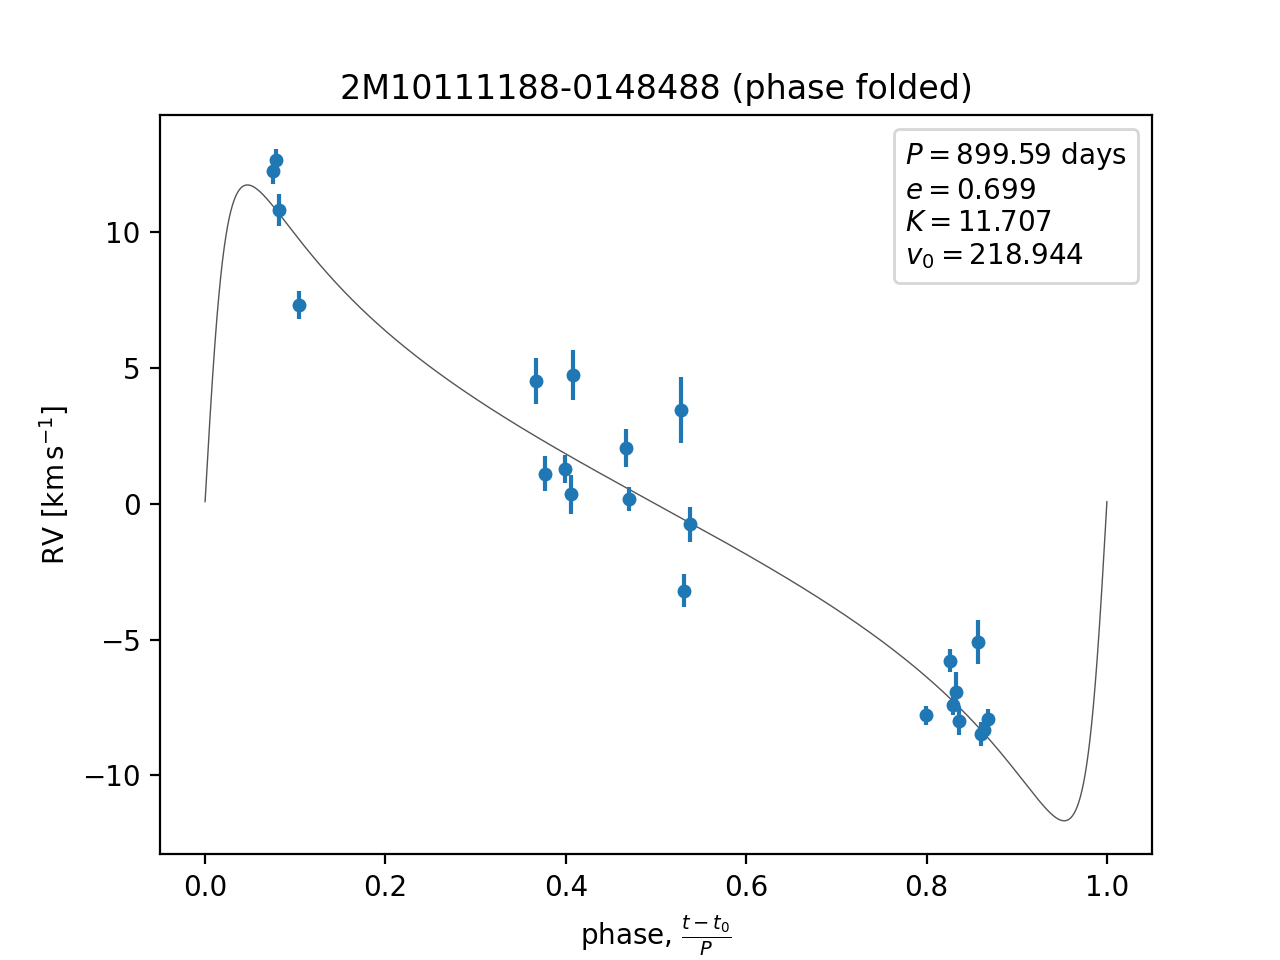 2M10111188-0148488 (phase folded)
P = 899.59 days
e = 0.699
K = 11.707
v₀ = 218.944
10
5
0
−5
−10
RV [km s⁻¹]
0.0 0.2 0.4 0.6 0.8 1.0
phase, (t − t₀)/P